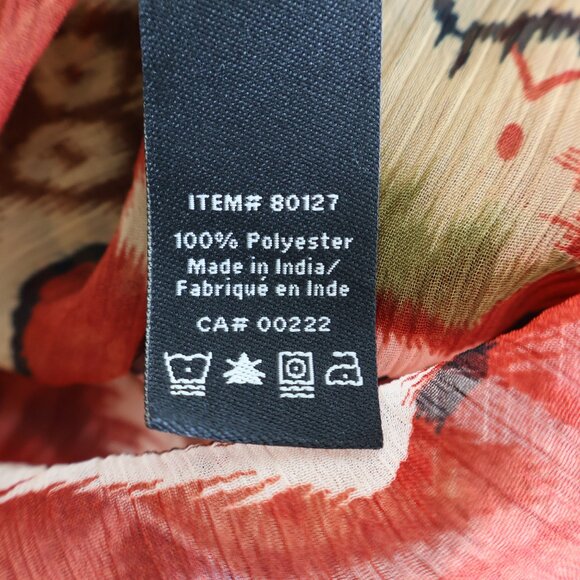 ITEM# 80127
100% Polyester
Made in India/
Fabriqué en Inde
CA# 00222